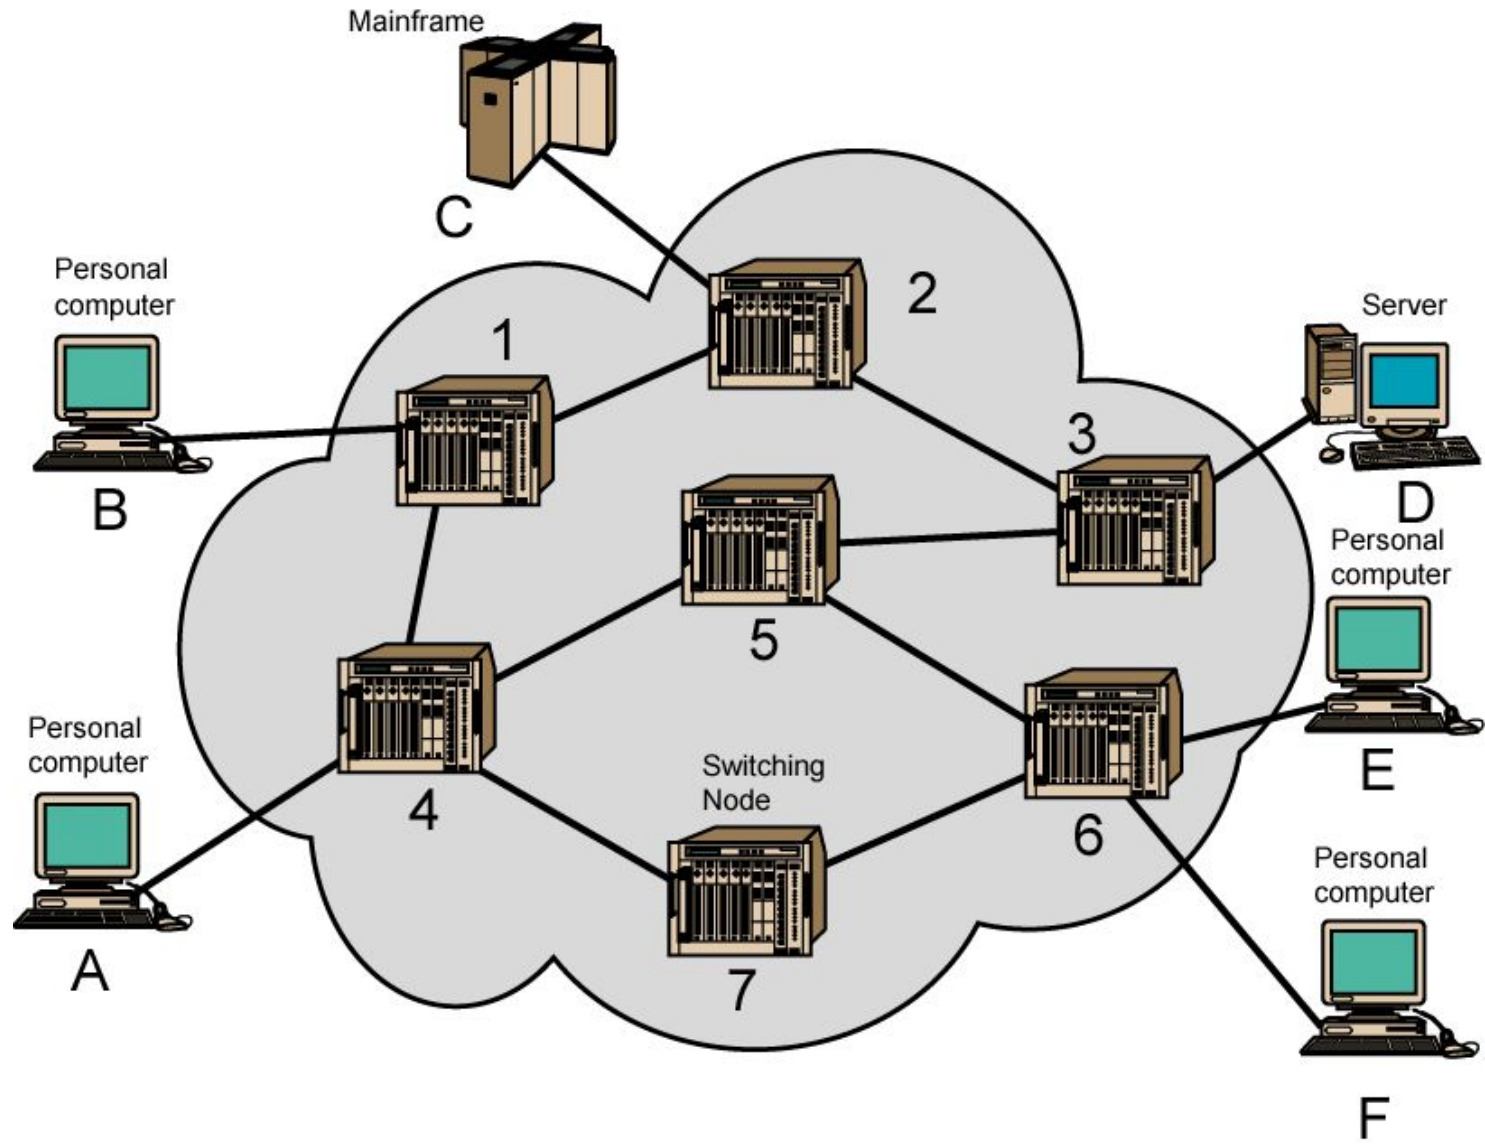 Mainframe
C
Personal
computer
B
1
2
Server
D
3
Personal
computer
E
5
Personal
computer
A
4
Switching
Node
7
6
Personal
computer
F